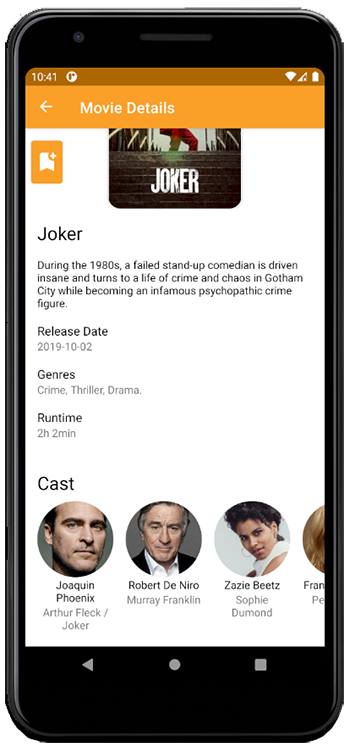 10:41
Movie Details
JOKER
Joker
During the 1980s, a failed stand-up comedian is driven
insane and turns to a life of crime and chaos in Gotham
City while becoming an infamous psychopathic crime
figure.
Release Date
2019-10-02
Genres
Crime, Thriller, Drama.
Runtime
2h 2min
Cast
Joaquin
Phoenix
Arthur Fleck /
Joker
Robert De Niro
Murray Franklin
Zazie Beetz
Sophie
Dumond
Fran
Pe